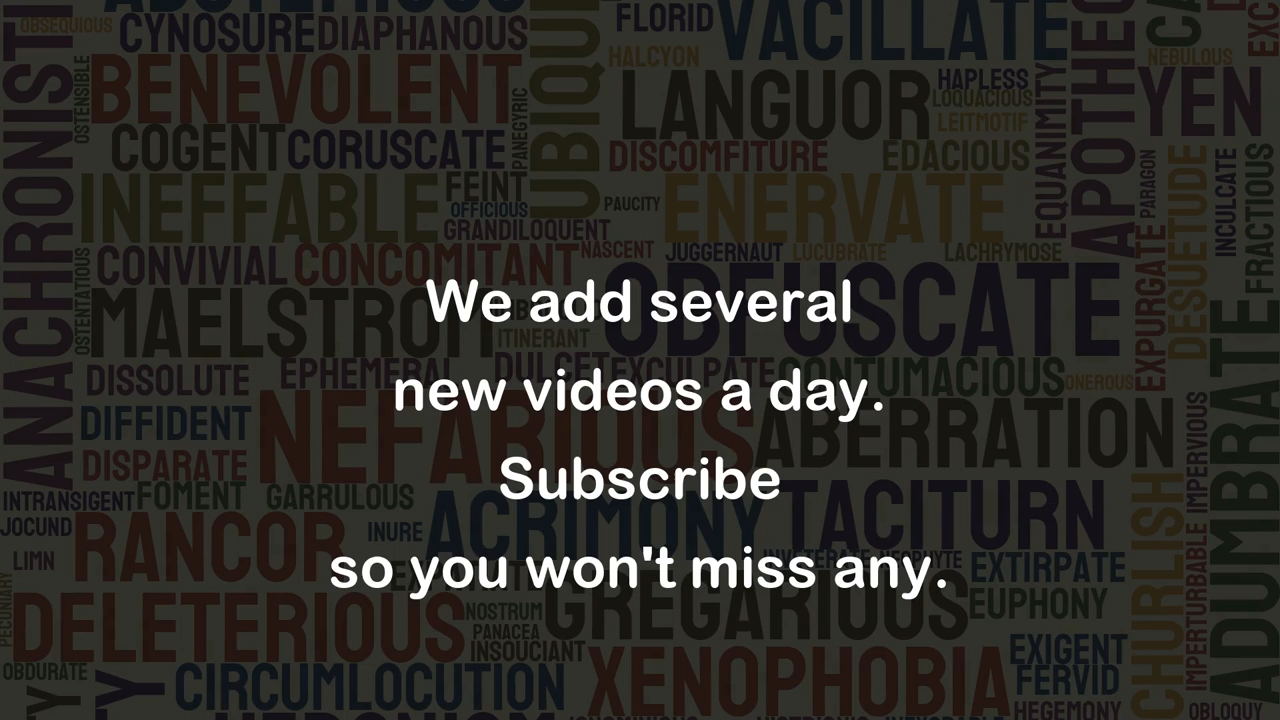 OBSEQUIOUS
CYNOSURE
DIAPHANOUS
FLORID
VACILLATE
HALCYON
NEBULOUS
OSTENSIBLE
BENEVOLENT
PANEGYRIC
LANGUOR
HAPLESS
LOQUACIOUS
LEITMOTIF
EQUANIMITY
YEN
COGENT
CORUSCATE
DISCOMFITURE
EDACIOUS
PARAGON
DESUETUDE
INCULCATE
INEFFABLE
FEINT
OFFICIOUS
GRANDILOQUENT
PAUCITY
ENERVATE
CONVIVIAL
CONCOMITANT
NASCENT
JUGGERNAUT
LUCUBRATE
LACHRYMOSE
EXPURGATE
OSTENTATIOUS
MAELSTROM
OBFUSCATE
We add several
ITINERANT
DISSOLUTE
EPHEMERAL
DULCET
EXCULPATE
CONTUMACIOUS
ONEROUS
new videos a day.
DIFFIDENT
NEFARIOUS
ABERRATION
IMPERVIOUS
DISPARATE
Subscribe
INTRANSIGENT
FOMENT
GARRULOUS
ACRIMONY
TACITURN
CHURLISH
JOCUND
RANCOR
INURE
LIMN
INVETERATE
NEOPHYTE
EXTIRPATE
so you won't miss any.
PECUNIARY
DELETERIOUS
NOSTRUM
PANACEA
INSOUCIANT
GREGARIOUS
EUPHONY
IMPERTURBABLE
ADUMBRATE
OBDURATE
CIRCUMLOCUTION
XENOPHOBIA
EXIGENT
FERVID
HEGEMONY
OBLOQUY